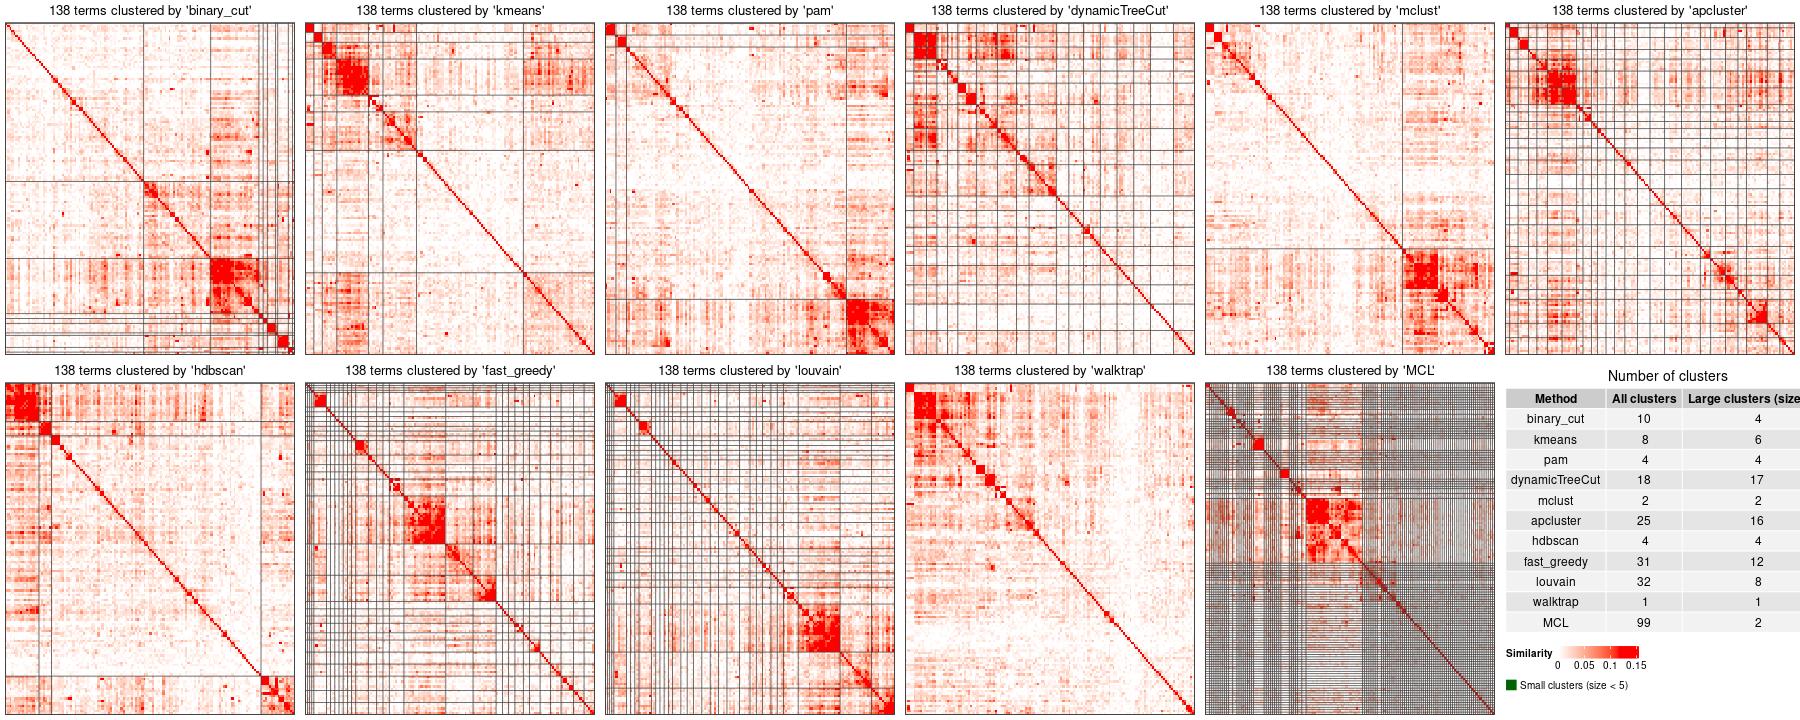 138 terms clustered by 'binary_cut'
138 terms clustered by 'kmeans'
138 terms clustered by 'pam'
138 terms clustered by 'dynamicTreeCut'
138 terms clustered by 'mclust'
138 terms clustered by 'apcluster'
138 terms clustered by 'hdbscan'
138 terms clustered by 'fast_greedy'
138 terms clustered by 'louvain'
138 terms clustered by 'walktrap'
138 terms clustered by 'MCL'
Number of clusters
Method All clusters Large clusters (size
binary_cut 10 4
kmeans 8 6
pam 4 4
dynamicTreeCut 18 17
mclust 2 2
apcluster 25 16
hdbscan 4 4
fast_greedy 31 12
louvain 32 8
walktrap 1 1
MCL 99 2
Similarity
0 0.05 0.1 0.15
Small clusters (size < 5)